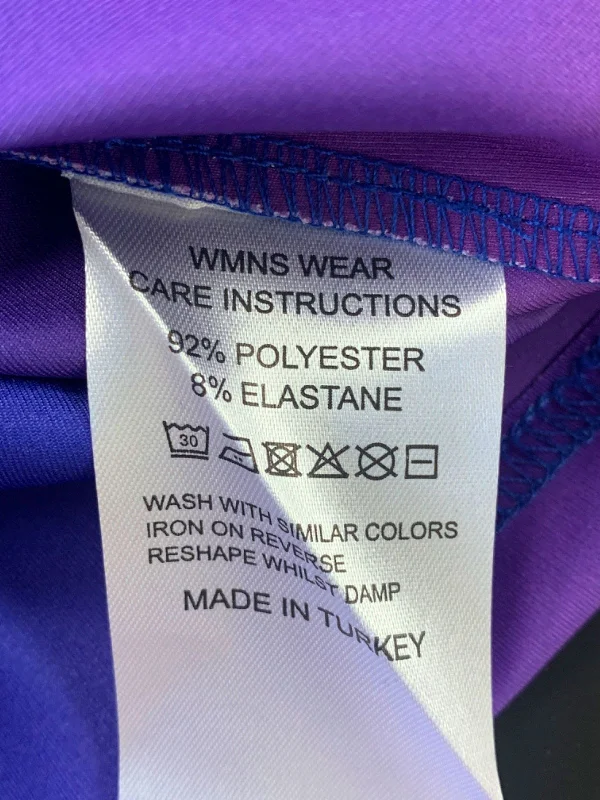 WMNS WEAR
CARE INSTRUCTIONS
92% POLYESTER
8% ELASTANE
30
WASH WITH SIMILAR COLORS
IRON ON REVERSE
RESHAPE WHILST DAMP
MADE IN TURKEY